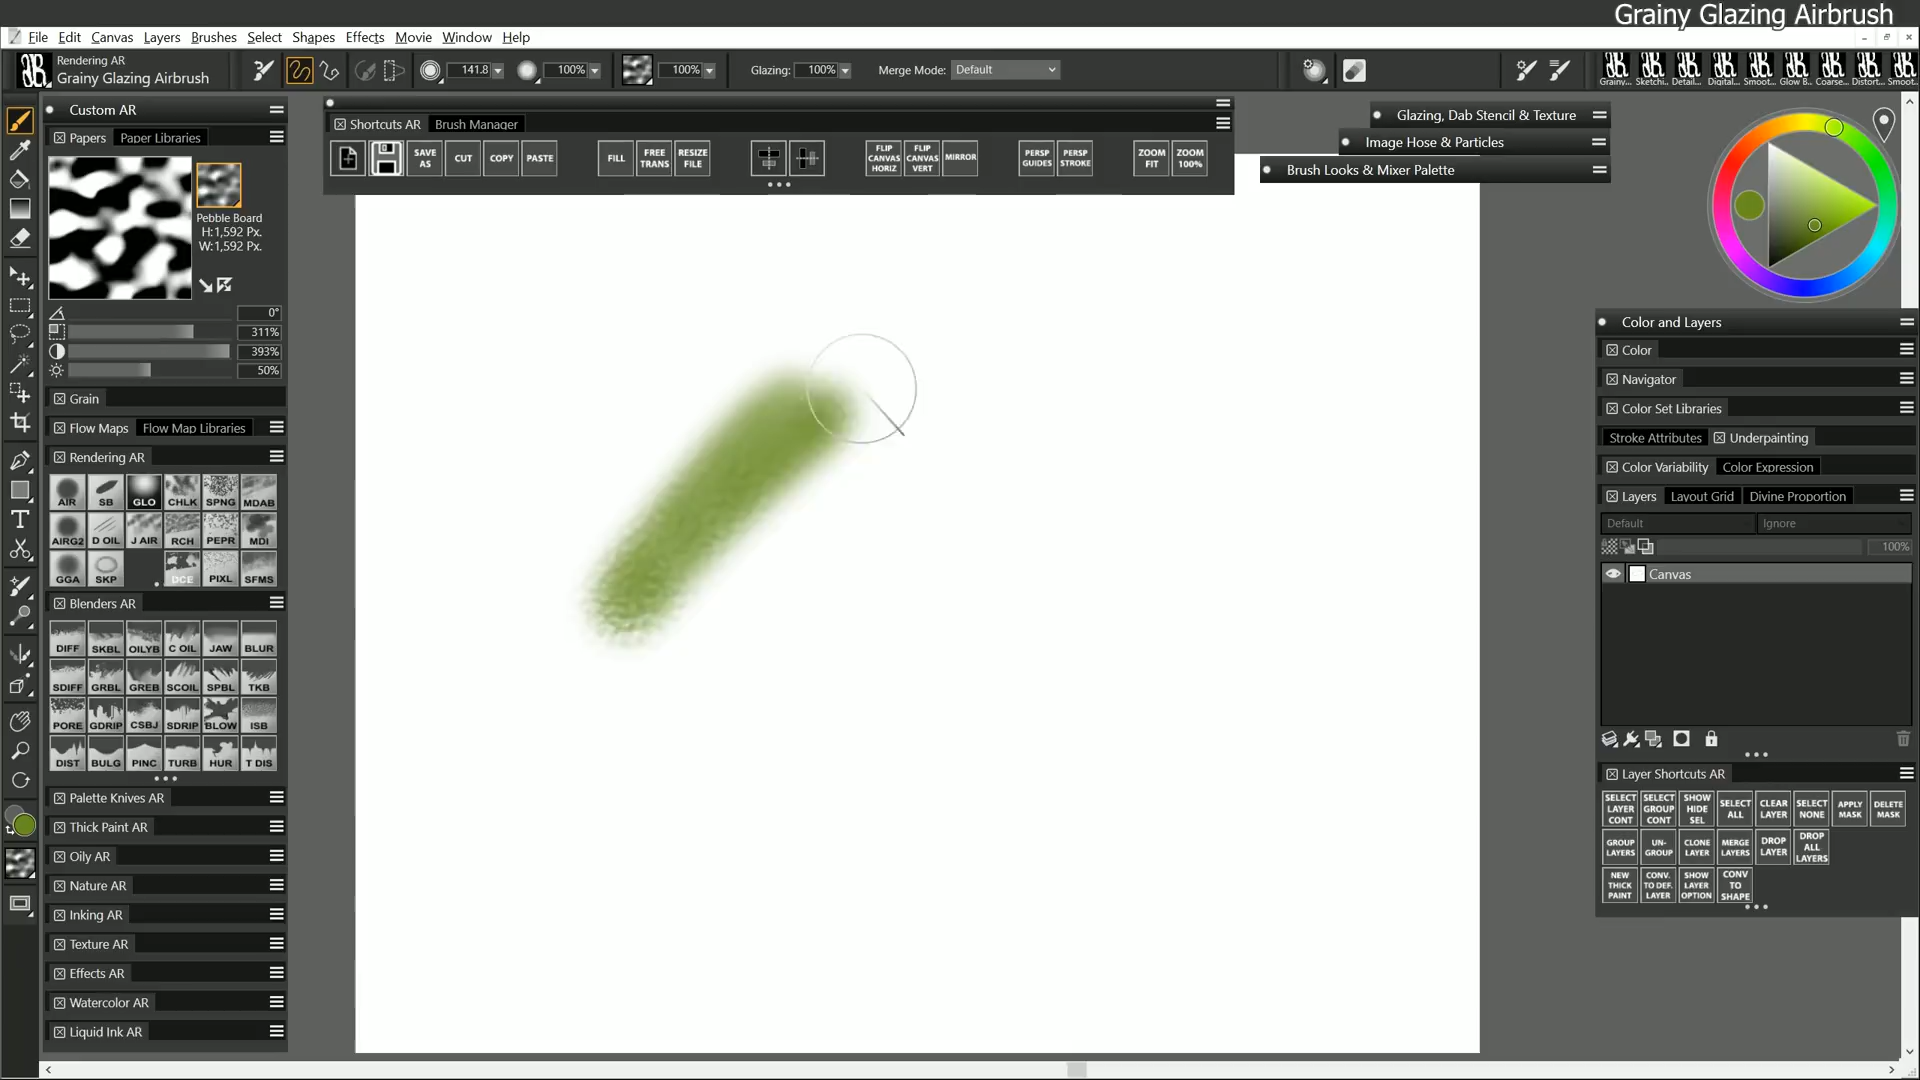 Grainy Glazing Airbrush
File Edit Canvas Layers Brushes Select Shapes Effects Movie Window Help
Rendering AR
Grainy Glazing Airbrush
141.8
100%
100%
Glazing: 100%
Merge Mode: Default
Grainy... Sketchi... Detail... Digital... Smoot... Glow B... Coarse... Distort... Smoot...
Custom AR
Papers Paper Libraries
Pebble Board
H:1,592 Px.
W:1,592 Px.
0°
311%
393%
50%
Grain
Flow Maps Flow Map Libraries
Rendering AR
AIR SB GLO CHLK SPNG MDAB
AIRG2 D OIL J AIR RCH PEPR MDI
GGA SKP DCE PIXL SFMS
Blenders AR
DIFF SKBL OILYB C OIL JAW BLUR
SDIFF GRBL GREB SCOIL SPBL TKB
PORE GDRIP CSBJ SDRIP BLOW ISB
DIST BULG PINC TURB HUR T DIS
Palette Knives AR
Thick Paint AR
Oily AR
Nature AR
Inking AR
Texture AR
Effects AR
Watercolor AR
Liquid Ink AR
Shortcuts AR Brush Manager
SAVE AS CUT COPY PASTE FILL FREE TRANS RESIZE FILE FLIP CANVAS HORIZ FLIP CANVAS VERT MIRROR PERSP GUIDES PERSP STROKE ZOOM FIT ZOOM 100%
Glazing, Dab Stencil & Texture
Image Hose & Particles
Brush Looks & Mixer Palette
Color and Layers
Color
Navigator
Color Set Libraries
Stroke Attributes Underpainting
Color Variability Color Expression
Layers Layout Grid Divine Proportion
Default Ignore
100%
Canvas
Layer Shortcuts AR
SELECT LAYER CONT SELECT GROUP CONT SHOW HIDE SEL SELECT ALL CLEAR LAYER SELECT NONE APPLY MASK DELETE MASK
GROUP LAYERS UN-GROUP CLONE LAYER MERGE LAYERS DROP LAYER DROP ALL LAYERS
NEW THICK PAINT CONV. TO DEF. LAYER SHOW LAYER OPTION CONV TO SHAPE